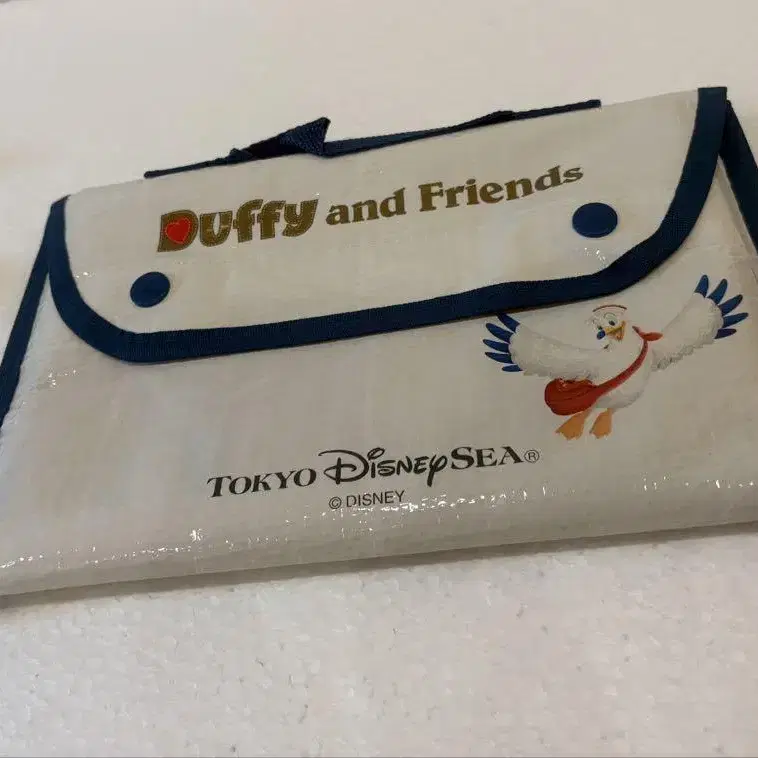 Duffy and Friends
TOKYO DisneySEA®
© DISNEY